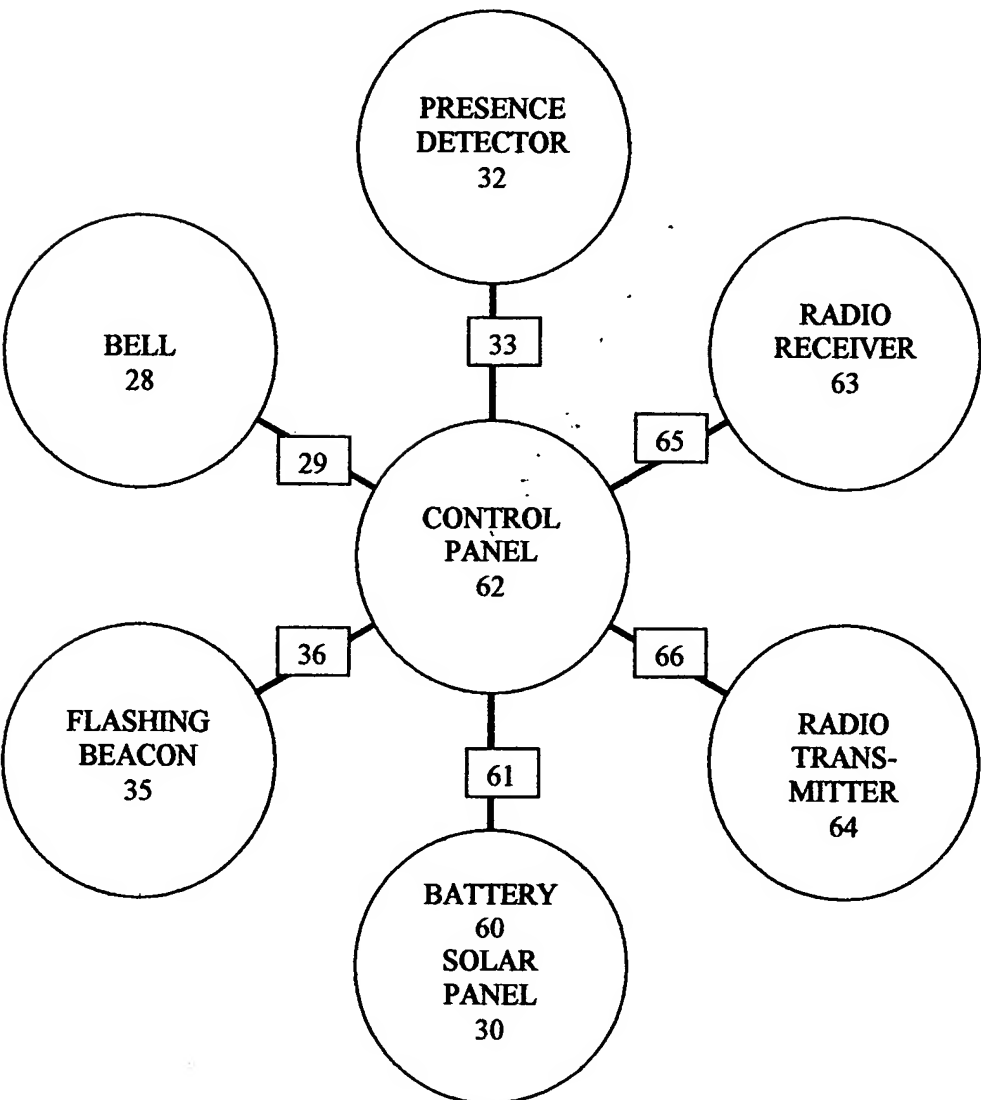 PRESENCE
DETECTOR
32
BELL
28
RADIO
RECEIVER
63
33
29
65
CONTROL
PANEL
62
36
66
FLASHING
BEACON
35
RADIO
TRANS-
MITTER
64
61
BATTERY
60
SOLAR
PANEL
30